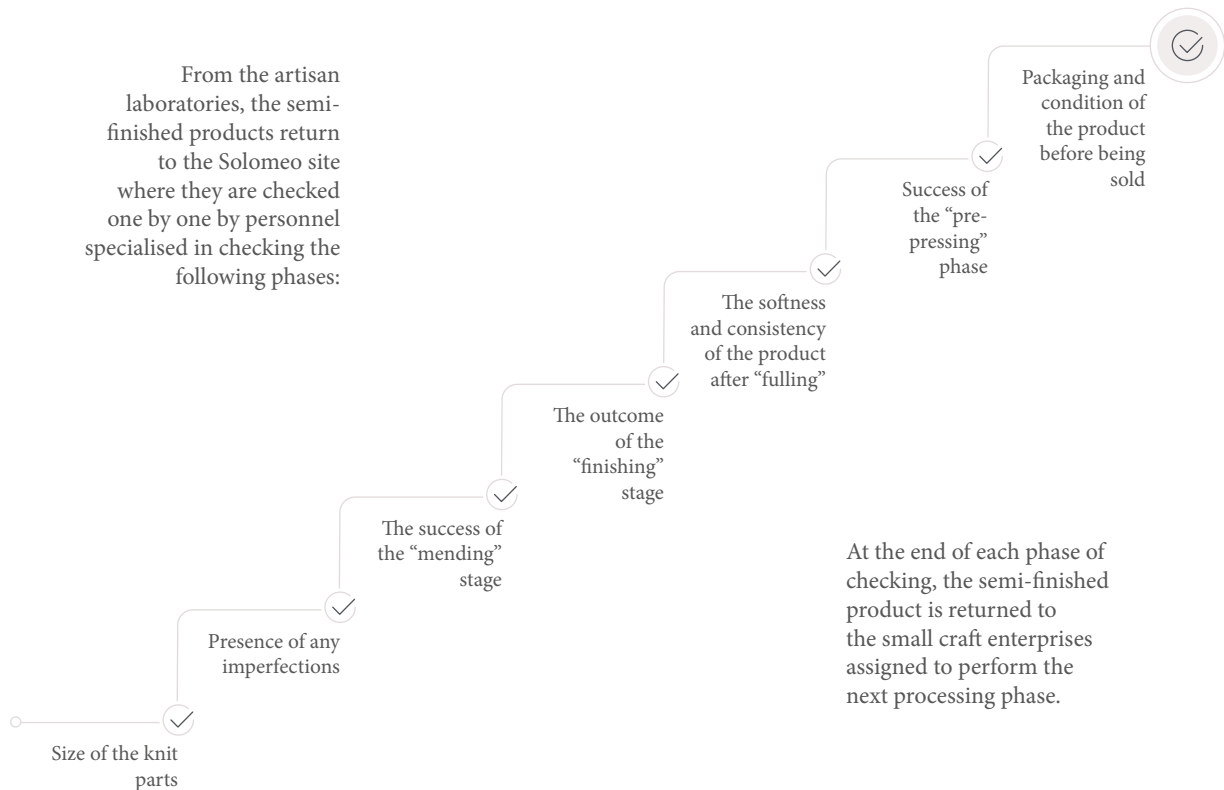 From the artisan
laboratories, the semi-
finished products return
to the Solomeo site
where they are checked
one by one by personnel
specialised in checking the
following phases:
Size of the knit
parts
Presence of any
imperfections
The success of
the “mending”
stage
The outcome
of the
“finishing”
stage
The softness
and consistency
of the product
after “fulling”
Success of
the “pre-
pressing”
phase
Packaging and
condition of
the product
before being
sold
At the end of each phase of
checking, the semi-finished
product is returned to
the small craft enterprises
assigned to perform the
next processing phase.